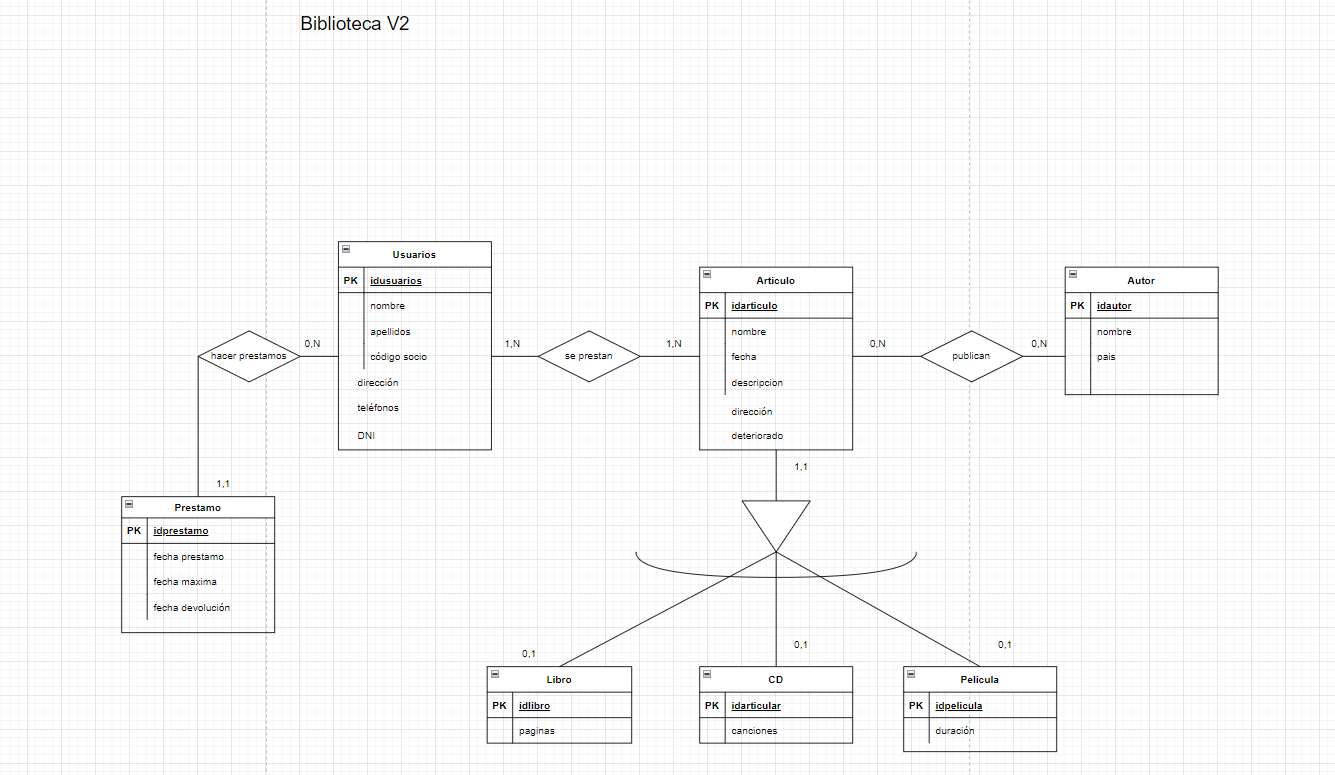 Biblioteca V2
Usuarios
PK idusuarios
nombre
apellidos
código socio
dirección
teléfonos
DNI
hacer prestamos
0,N
1,1
Prestamo
PK idprestamo
fecha prestamo
fecha maxima
fecha devolución
1,N
se prestan
1,N
Articulo
PK idarticulo
nombre
fecha
descripcion
dirección
deteriorado
0,N
publican
0,N
Autor
PK idautor
nombre
pais
1,1
0,1
0,1
0,1
Libro
PK idlibro
paginas
CD
PK idarticular
canciones
Pelicula
PK idpelicula
duración